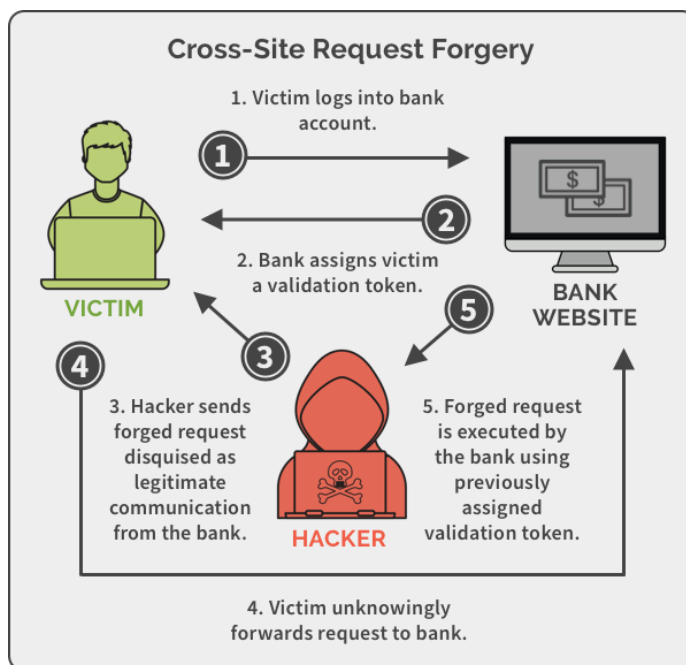 Cross-Site Request Forgery
1. Victim logs into bank
account.
1
2
2. Bank assigns victim
a validation token.
VICTIM
BANK
WEBSITE
$
$
5
3
4
3. Hacker sends
forged request
disquised as
legitimate
communication
from the bank.
HACKER
5. Forged request
is executed by
the bank using
previously
assigned
validation token.
4. Victim unknowingly
forwards request to bank.